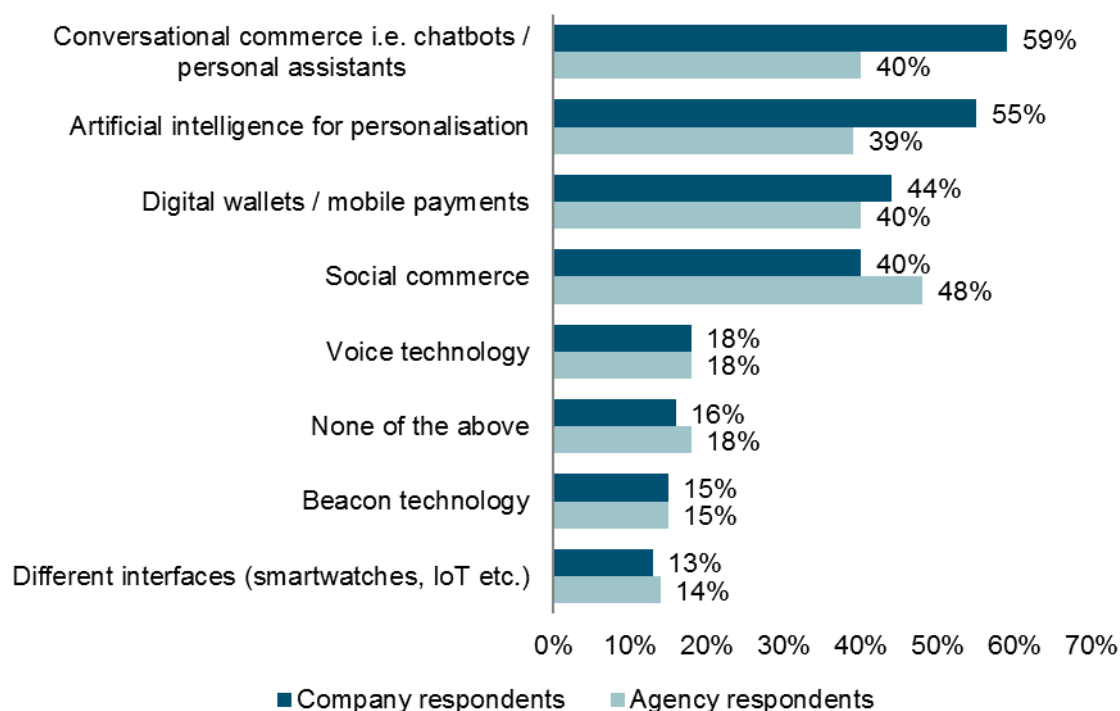 Conversational commerce i.e. chatbots /
personal assistants
59%
40%
Artificial intelligence for personalisation
55%
39%
Digital wallets / mobile payments
44%
40%
Social commerce
40%
48%
Voice technology
18%
18%
None of the above
16%
18%
Beacon technology
15%
15%
Different interfaces (smartwatches, IoT etc.)
13%
14%
0% 10% 20% 30% 40% 50% 60% 70%
Company respondents Agency respondents